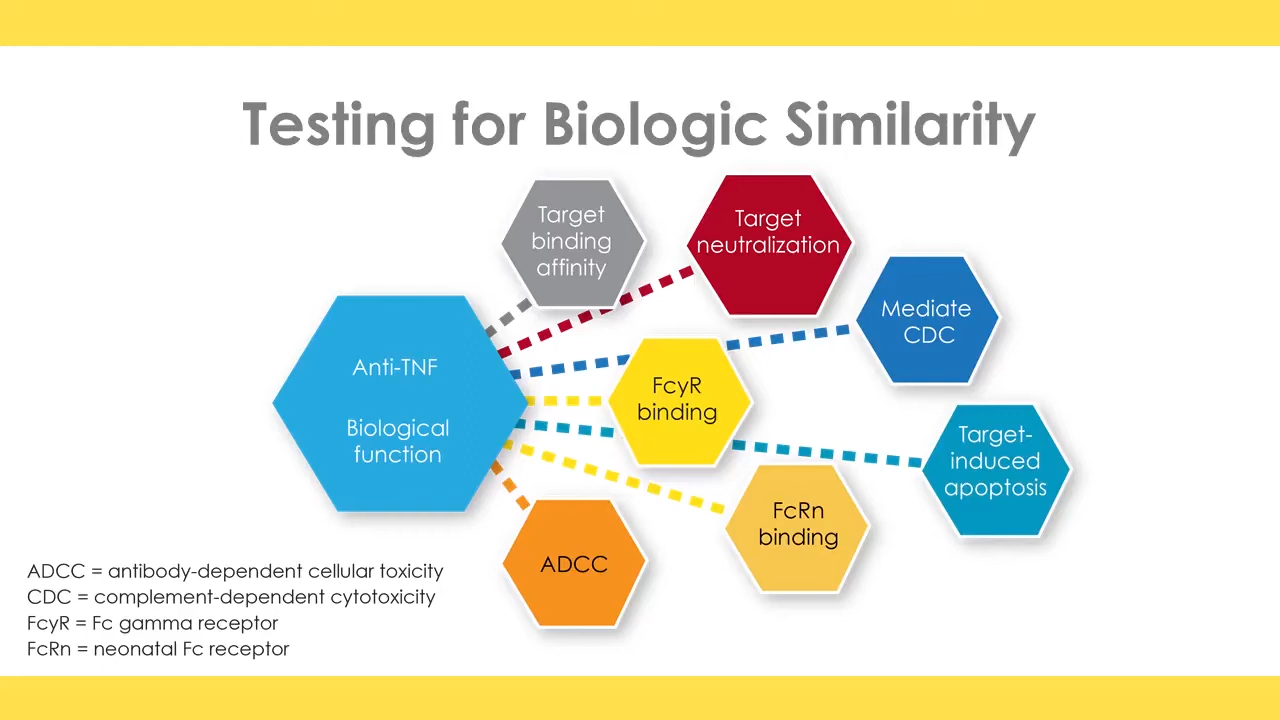 Testing for Biologic Similarity
Target
binding
affinity
Target
neutralization
Mediate
CDC
Anti-TNF
Biological
function
FcyR
binding
Target-
induced
apoptosis
FcRn
binding
ADCC
ADCC = antibody-dependent cellular toxicity
CDC = complement-dependent cytotoxicity
FcyR = Fc gamma receptor
FcRn = neonatal Fc receptor